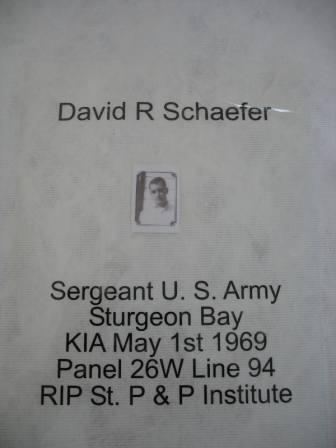 David R Schaefer
Sergeant U. S. Army
Sturgeon Bay
KIA May 1st 1969
Panel 26W Line 94
RIP St. P & P Institute